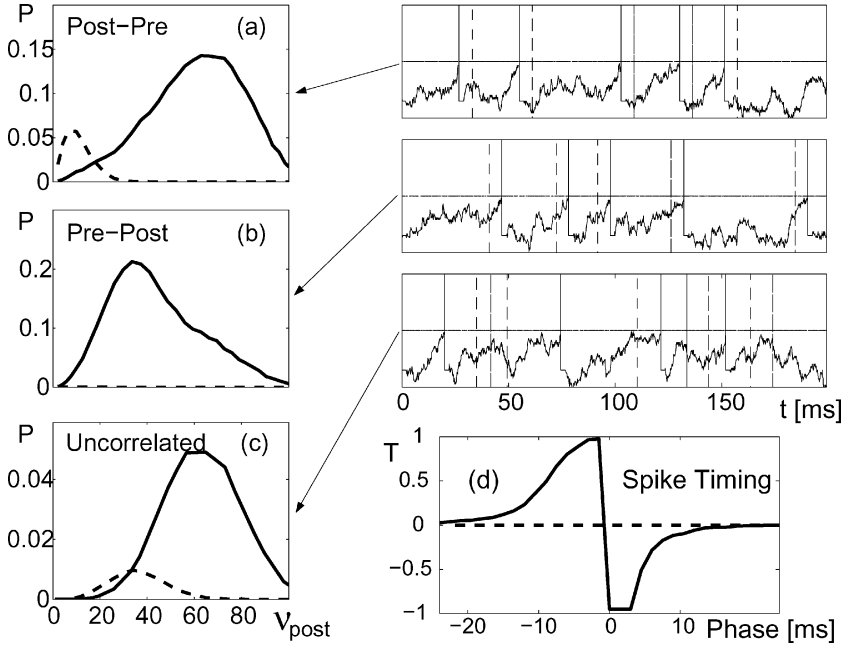 P
Post−Pre (a)
0.15
0.1
0.05
0
P
Pre−Post (b)
0.2
0.1
0
P
Uncorrelated (c)
0.04
0.02
0
0 20 40 60 80 νpost
0 50 100 150 t [ms]
T
1
(d) Spike Timing
0.5
0
−0.5
−1
−20 −10 0 10 Phase [ms]